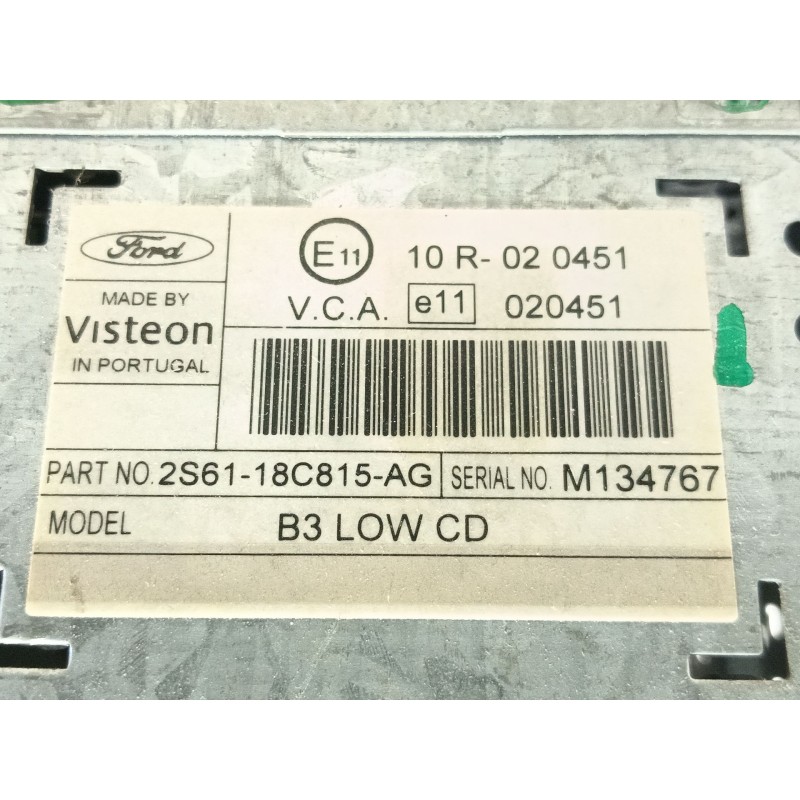 Ford
E11 10 R- 02 0451
MADE BY
Visteon
IN PORTUGAL
V.C.A. e11 020451
PART NO. 2S61-18C815-AG SERIAL NO. M134767
MODEL B3 LOW CD